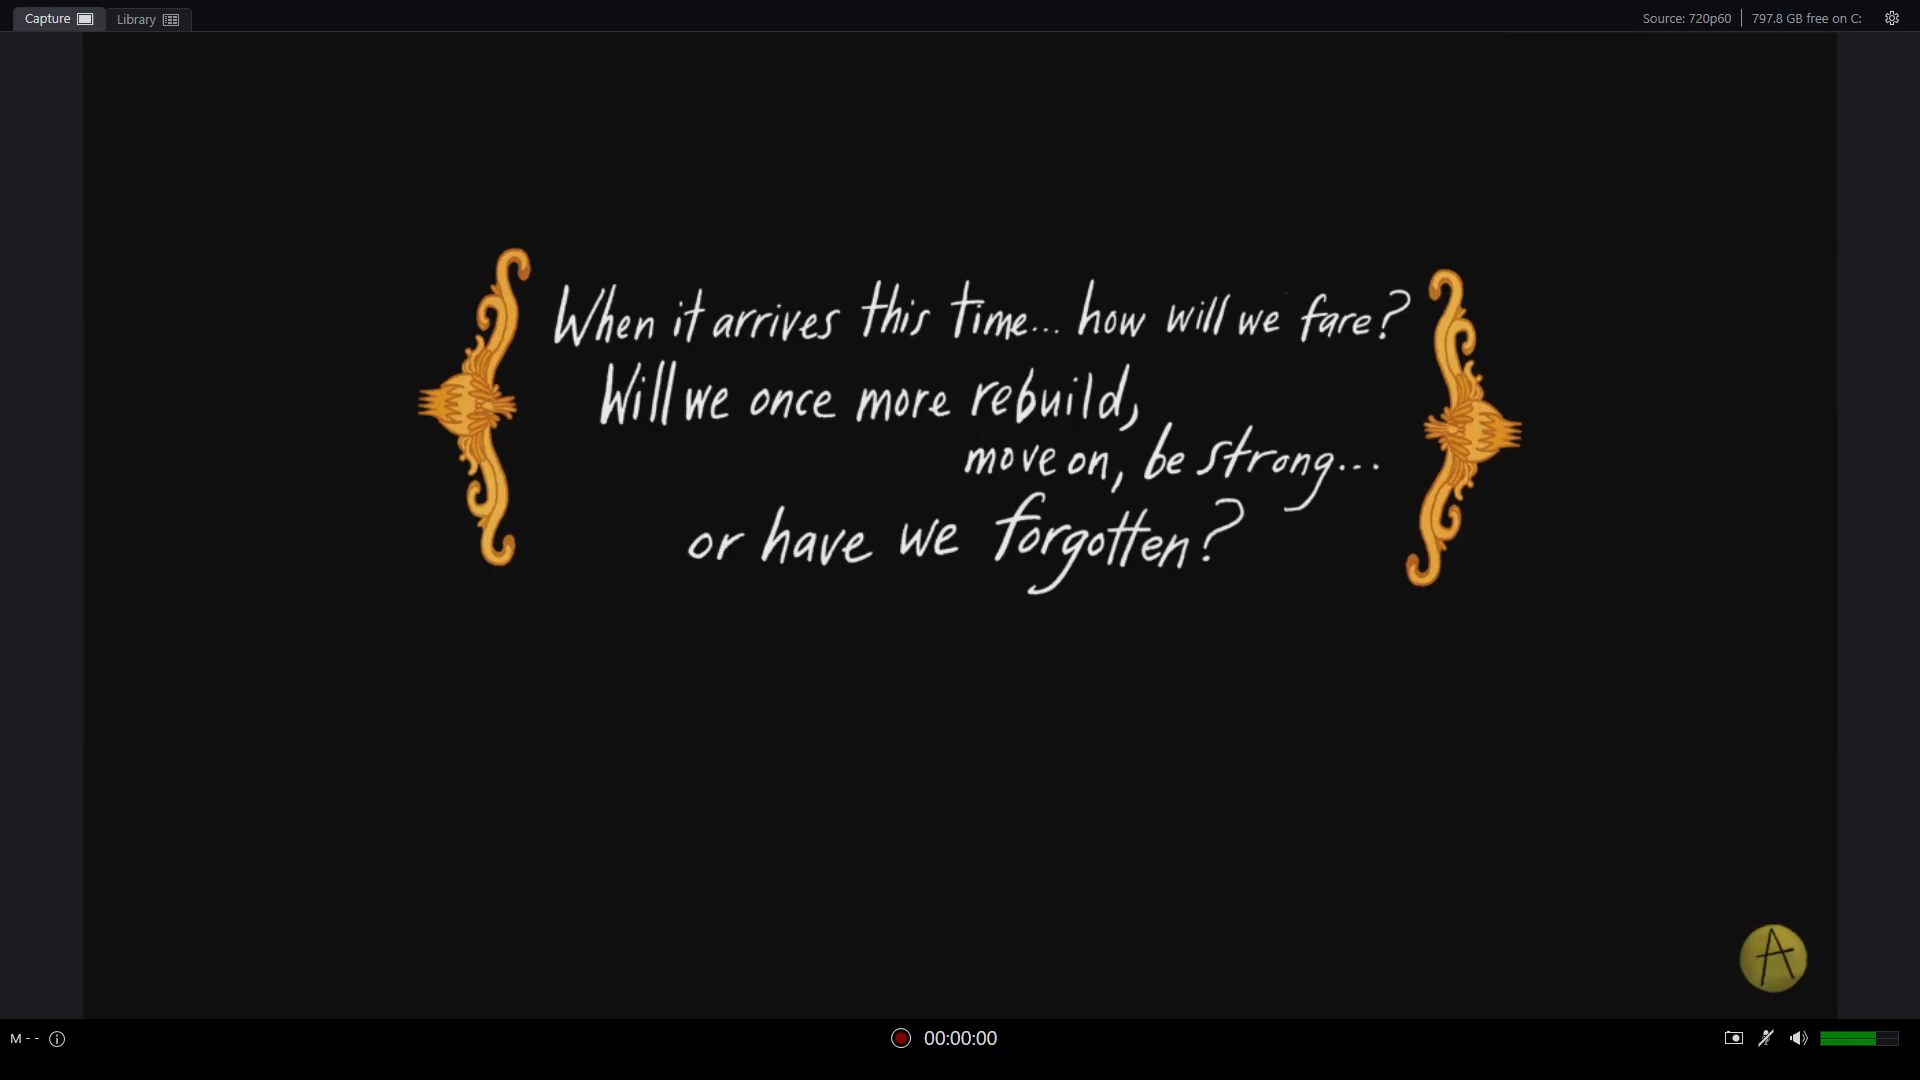 Capture
Library
Source: 720p60
797.8 GB free on C:
When it arrives this time... how will we fare?
Will we once more rebuild,
move on, be strong...
or have we forgotten?
A
M - -
00:00:00